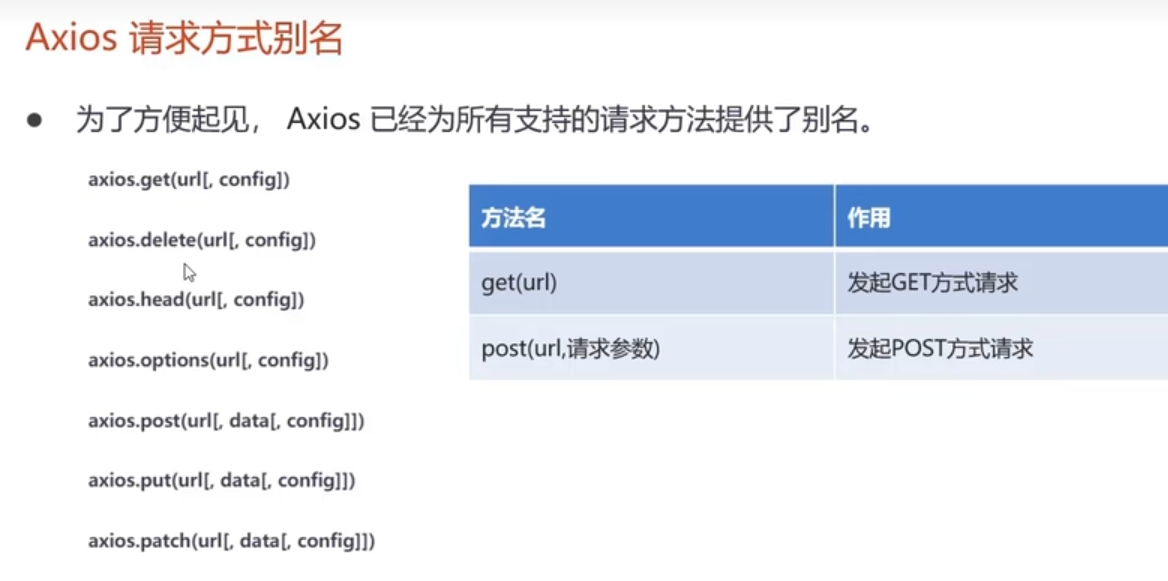 Axios 请求方式别名
● 为了方便起见， Axios 已经为所有支持的请求方法提供了别名。
axios.get(url[, config])
axios.delete(url[, config])
axios.head(url[, config])
axios.options(url[, config])
axios.post(url[, data[, config]])
axios.put(url[, data[, config]])
axios.patch(url[, data[, config]])
方法名 作用
get(url) 发起GET方式请求
post(url,请求参数) 发起POST方式请求